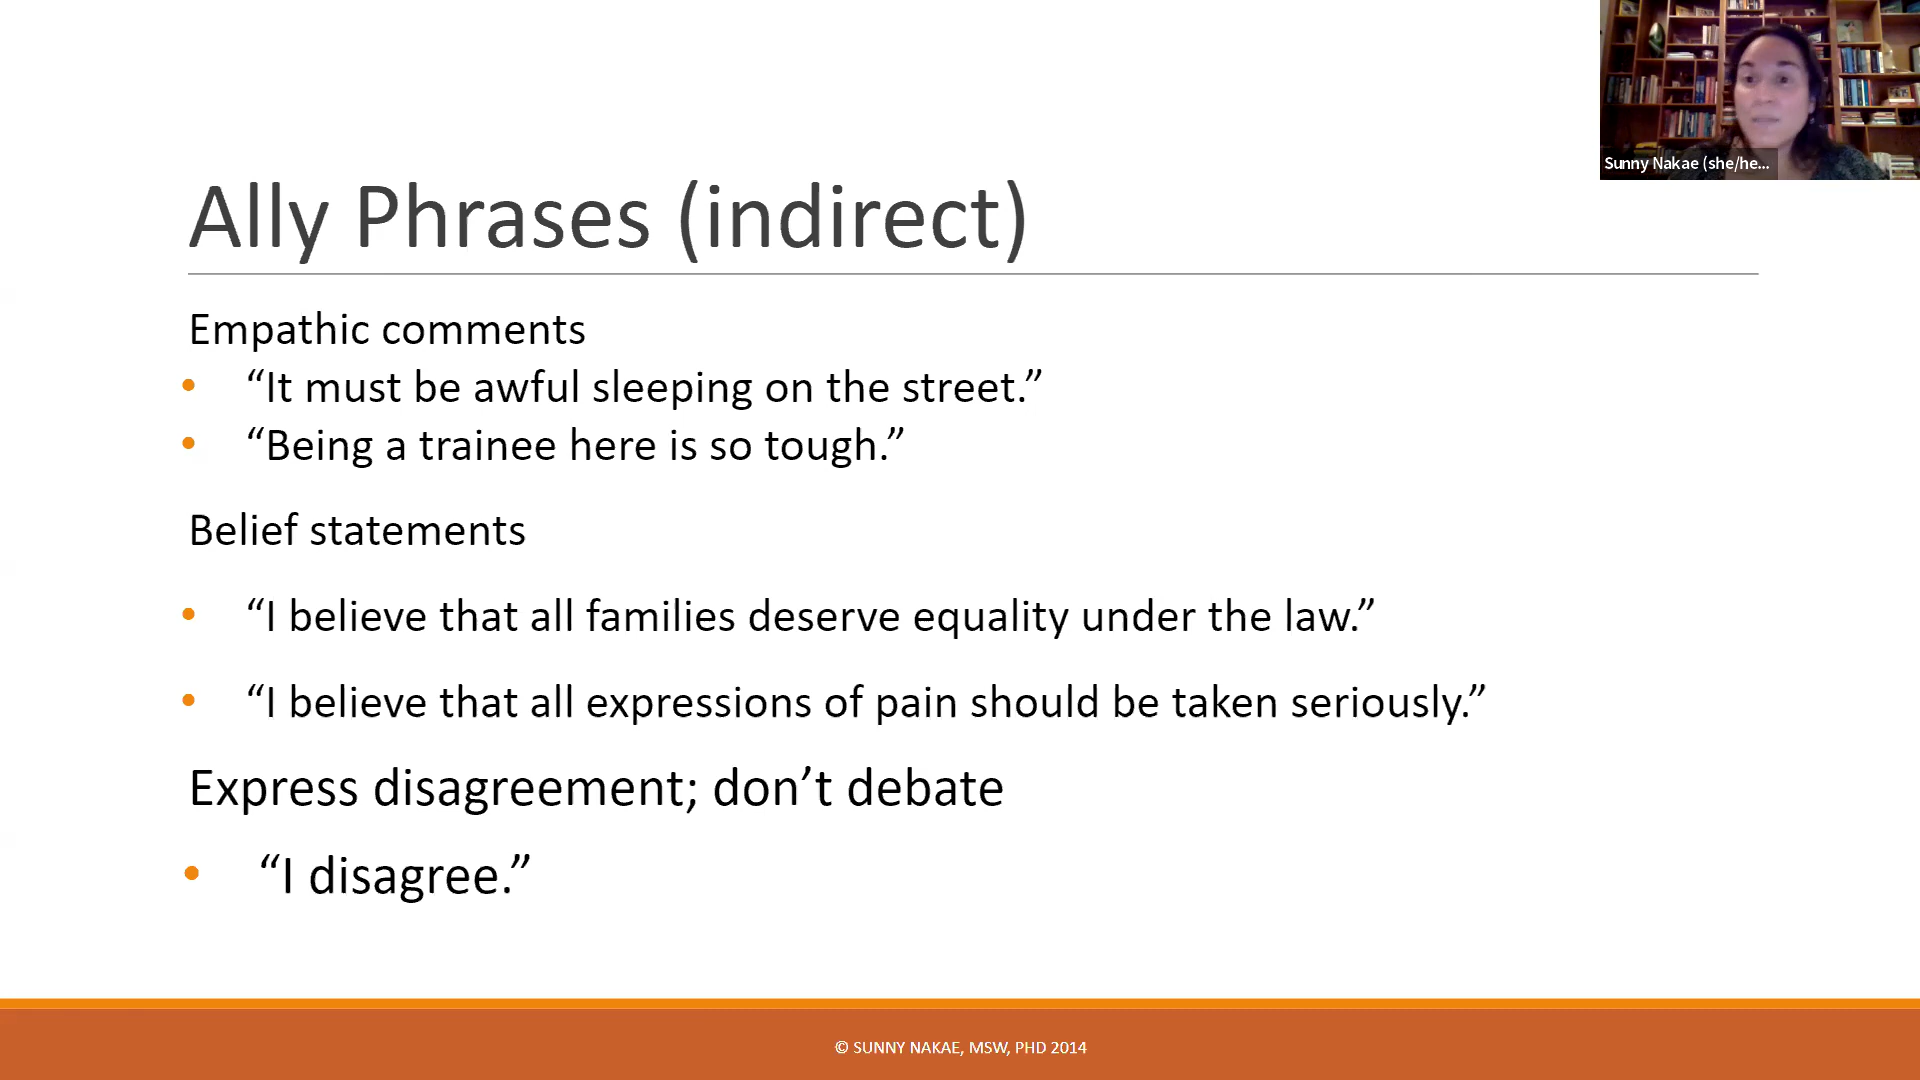 Sunny Nakae (she/he...
Ally Phrases (indirect)
Empathic comments
• “It must be awful sleeping on the street.”
• “Being a trainee here is so tough.”
Belief statements
• “I believe that all families deserve equality under the law.”
• “I believe that all expressions of pain should be taken seriously.”
Express disagreement; don’t debate
• “I disagree.”
© SUNNY NAKAE, MSW, PHD 2014